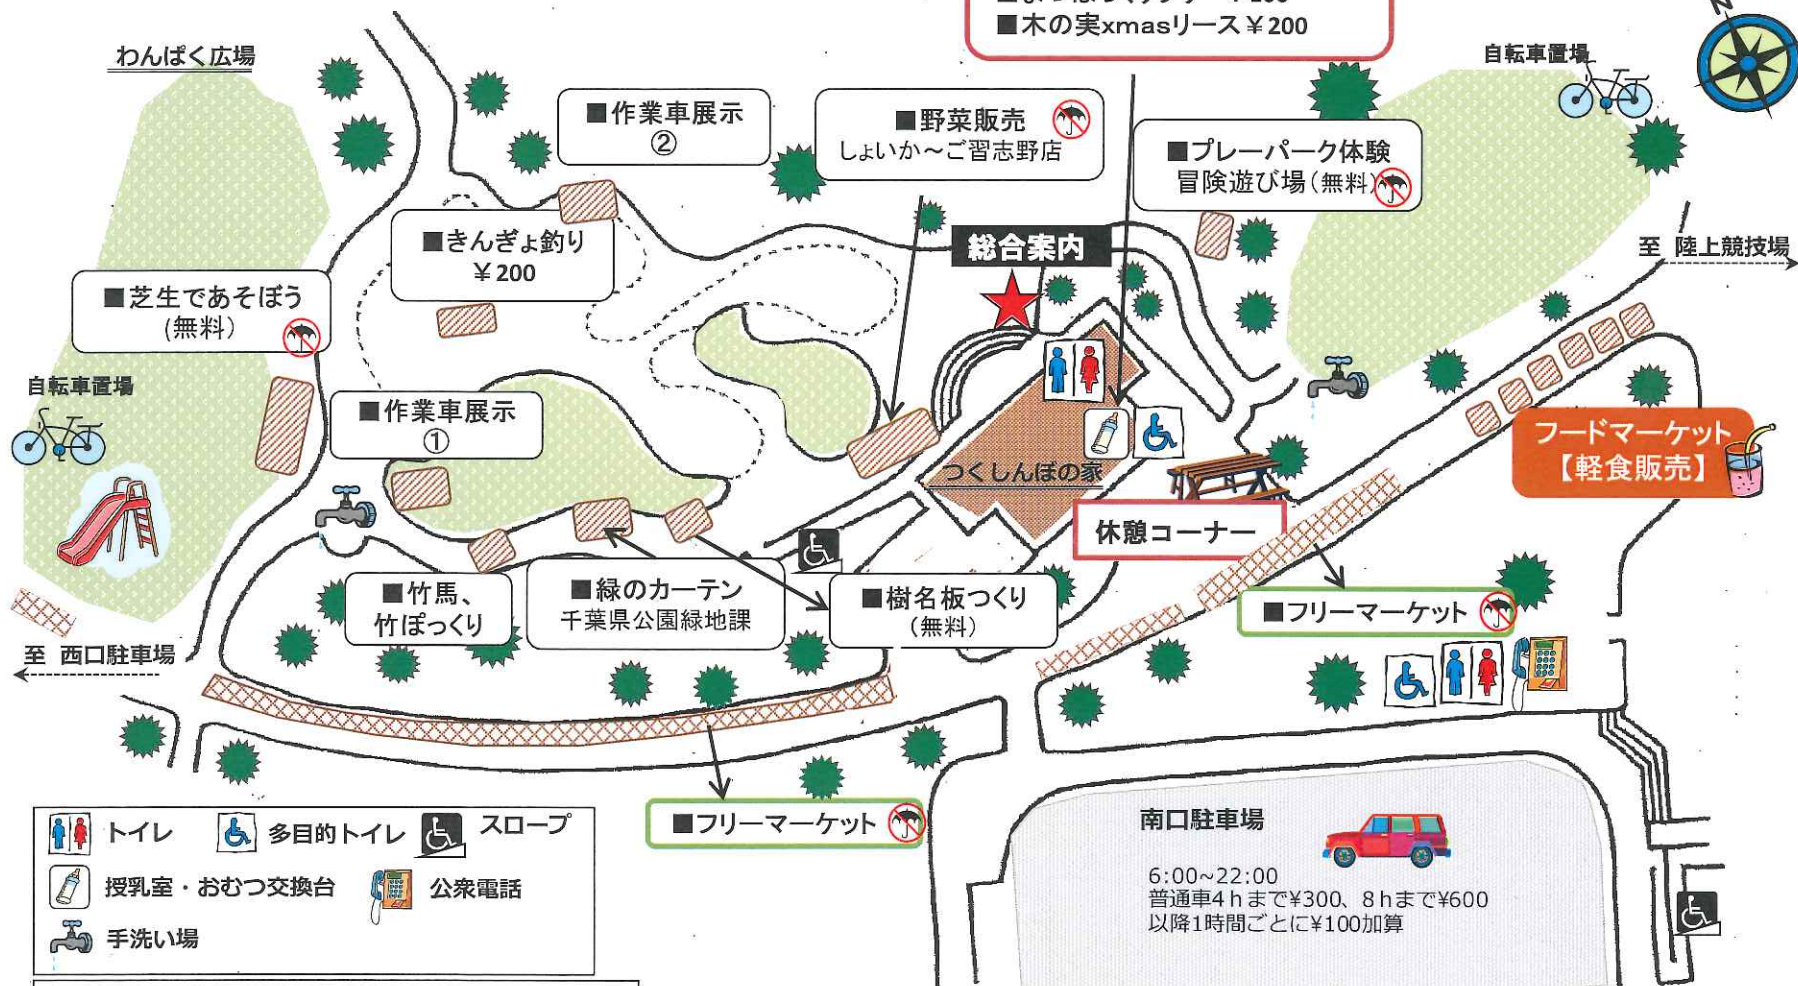 ■木の実xmasリース￥200
N
わんぱく広場
自転車置場
■作業車展示
②
■野菜販売
しょいか～ご習志野店
■プレーパーク体験
冒険遊び場（無料）
■きんぎょ釣り
￥200
総合案内
至 陸上競技場
■芝生であそぼう
（無料）
自転車置場
■作業車展示
①
フードマーケット
【軽食販売】
つくしんぼの家
休憩コーナー
■竹馬、
竹ぽっくり
■緑のカーテン
千葉県公園緑地課
■樹名板つくり
（無料）
■フリーマーケット
至 西口駐車場
■フリーマーケット
南口駐車場
6:00~22:00
普通車4ｈまで¥300、8ｈまで¥600
以降1時間ごとに¥100加算
トイレ 多目的トイレ スロープ
授乳室・おむつ交換台 公衆電話
手洗い場